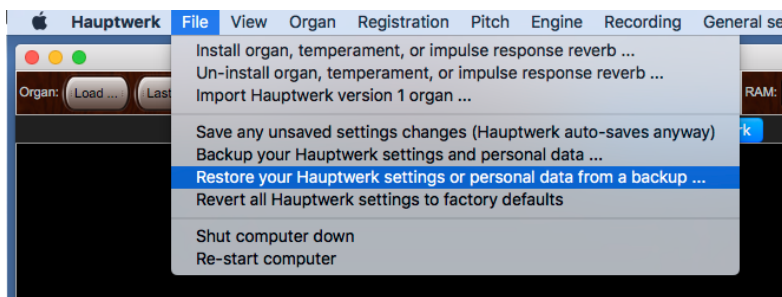 Hauptwerk File View Organ Registration Pitch Engine Recording General se
Install organ, temperament, or impulse response reverb ...
Un-install organ, temperament, or impulse response reverb ...
Import Hauptwerk version 1 organ ...
Organ: Load ... Last
RAM:
Save any unsaved settings changes (Hauptwerk auto-saves anyway)
rk
Backup your Hauptwerk settings and personal data ...
Restore your Hauptwerk settings or personal data from a backup ...
Revert all Hauptwerk settings to factory defaults
Shut computer down
Re-start computer